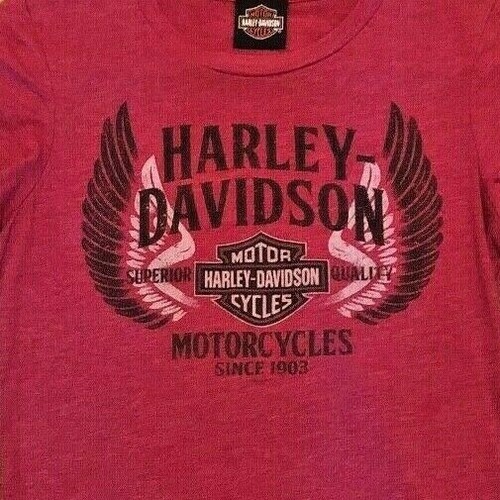 MOTOR
HARLEY-DAVIDSON
CYCLES
HARLEY-
DAVIDSON
MOTOR
SUPERIOR HARLEY-DAVIDSON QUALITY
CYCLES
MOTORCYCLES
SINCE 1903